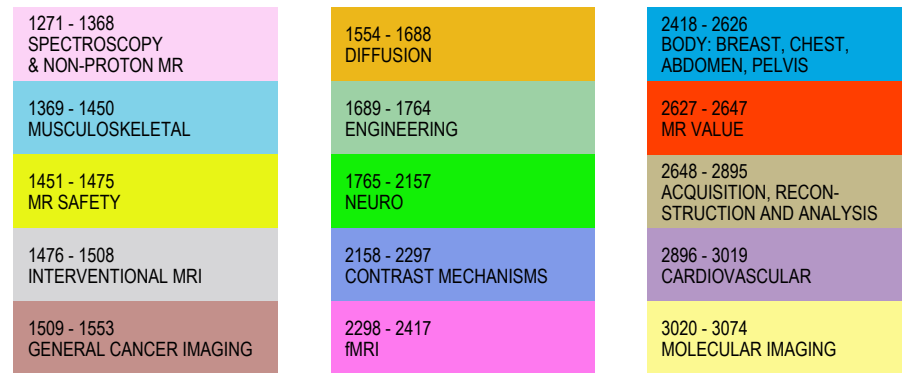 1271 - 1368
SPECTROSCOPY
& NON-PROTON MR
1369 - 1450
MUSCULOSKELETAL
1451 - 1475
MR SAFETY
1476 - 1508
INTERVENTIONAL MRI
1509 - 1553
GENERAL CANCER IMAGING
1554 - 1688
DIFFUSION
1689 - 1764
ENGINEERING
1765 - 2157
NEURO
2158 - 2297
CONTRAST MECHANISMS
2298 - 2417
fMRI
2418 - 2626
BODY: BREAST, CHEST,
ABDOMEN, PELVIS
2627 - 2647
MR VALUE
2648 - 2895
ACQUISITION, RECON-
STRUCTION AND ANALYSIS
2896 - 3019
CARDIOVASCULAR
3020 - 3074
MOLECULAR IMAGING